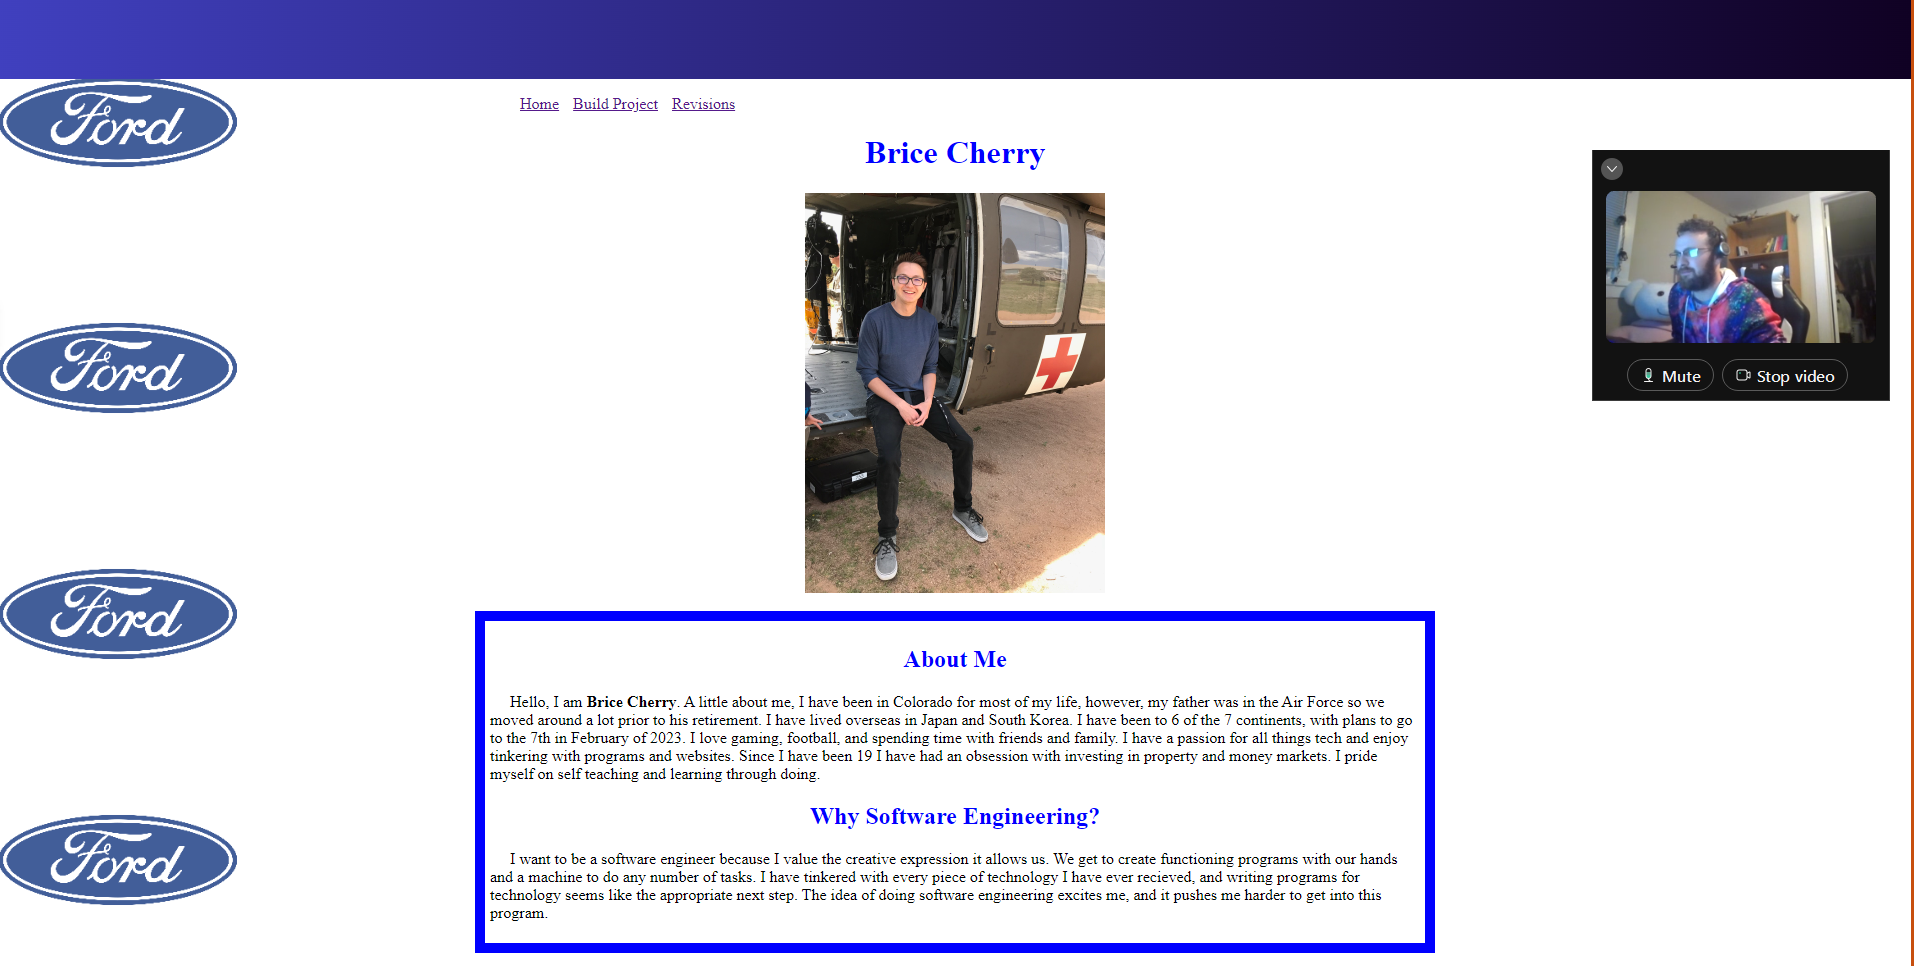 Ford
Home Build Project Revisions
Brice Cherry
Mute Stop video
Ford
Ford
About Me
Hello, I am Brice Cherry. A little about me, I have been in Colorado for most of my life, however, my father was in the Air Force so we
moved around a lot prior to his retirement. I have lived overseas in Japan and South Korea. I have been to 6 of the 7 continents, with plans to go
to the 7th in February of 2023. I love gaming, football, and spending time with friends and family. I have a passion for all things tech and enjoy
tinkering with programs and websites. Since I have been 19 I have had an obsession with investing in property and money markets. I pride
myself on self teaching and learning through doing.
Why Software Engineering?
Ford
I want to be a software engineer because I value the creative expression it allows us. We get to create functioning programs with our hands
and a machine to do any number of tasks. I have tinkered with every piece of technology I have ever recieved, and writing programs for
technology seems like the appropriate next step. The idea of doing software engineering excites me, and it pushes me harder to get into this
program.